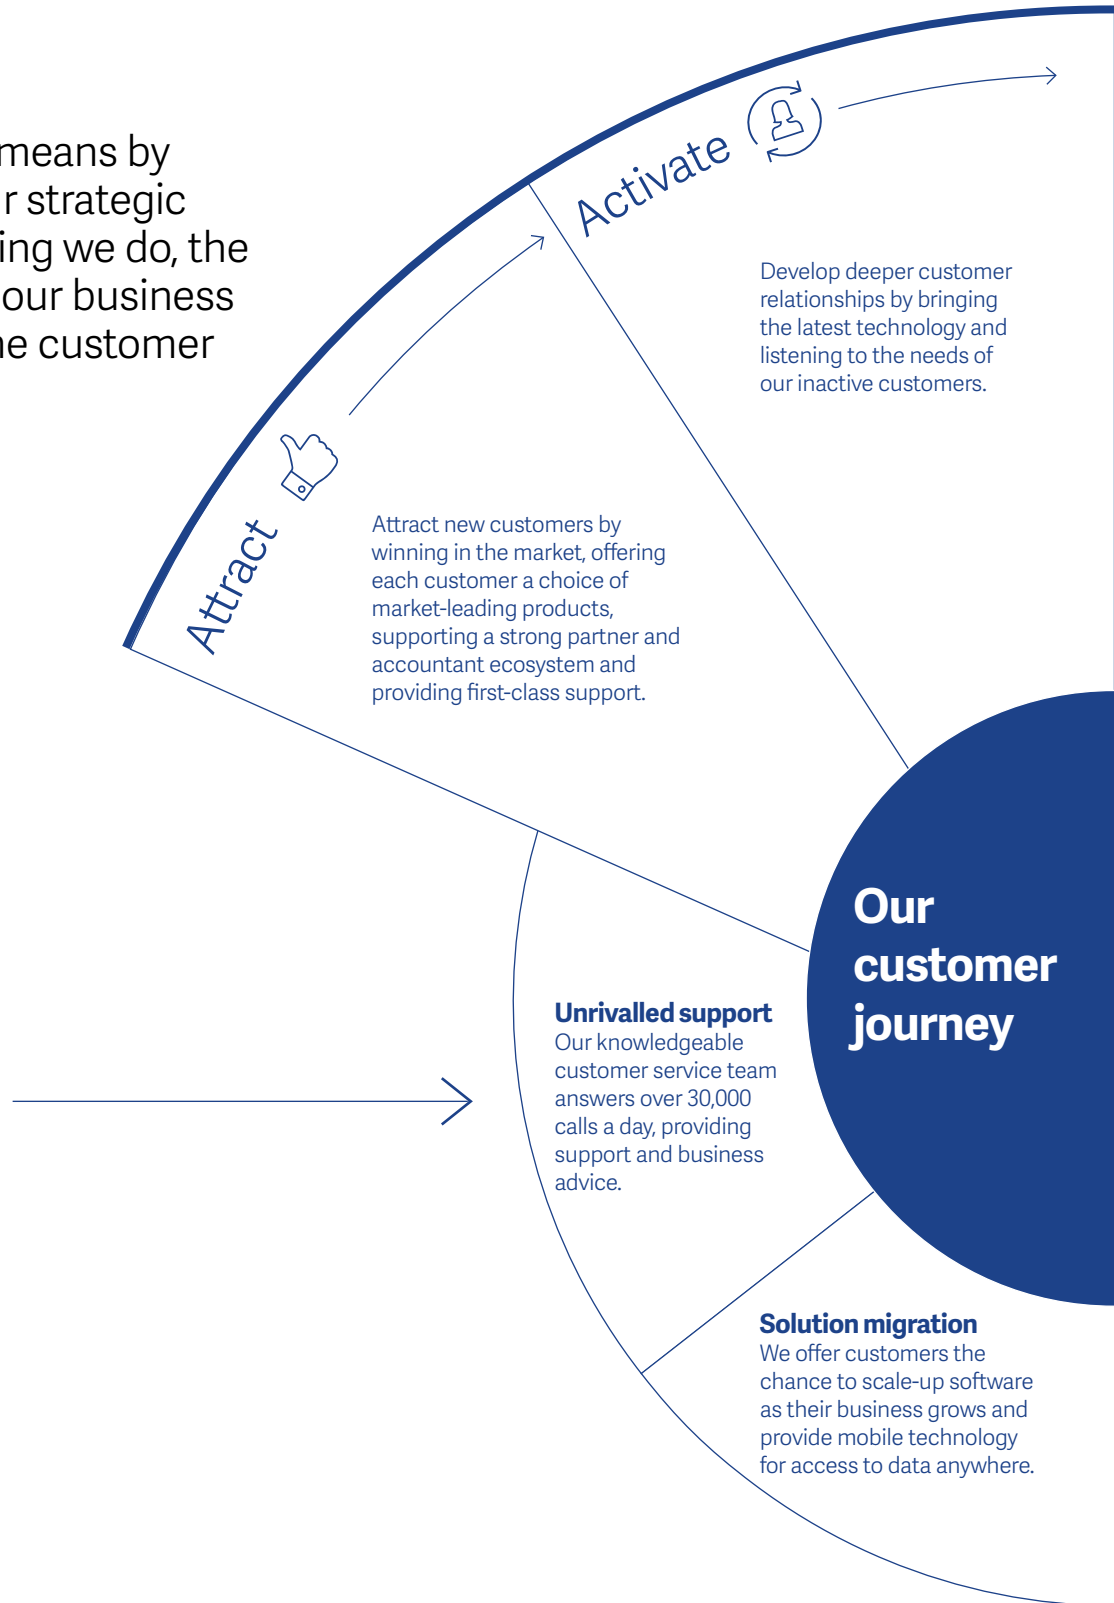 means by
r strategic
ing we do, the
our business
ne customer
Activate
Develop deeper customer
relationships by bringing
the latest technology and
listening to the needs of
our inactive customers.
Attract
Attract new customers by
winning in the market, offering
each customer a choice of
market-leading products,
supporting a strong partner and
accountant ecosystem and
providing first-class support.
Our
customer
journey
Unrivalled support
Our knowledgeable
customer service team
answers over 30,000
calls a day, providing
support and business
advice.
Solution migration
We offer customers the
chance to scale-up software
as their business grows and
provide mobile technology
for access to data anywhere.